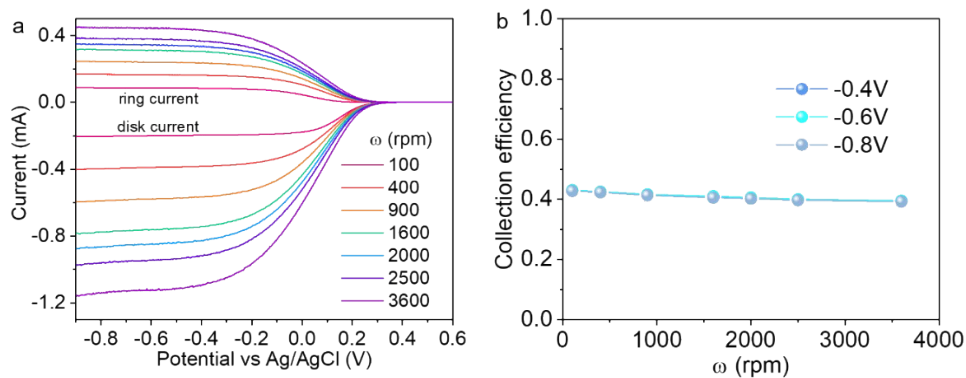 a
Current (mA)
0.4
0.0
-0.4
-0.8
-1.2
ring current
disk current
ω (rpm)
100
400
900
1600
2000
2500
3600
-0.8 -0.6 -0.4 -0.2 0.0 0.2 0.4 0.6
Potential vs Ag/AgCl (V)
b
Collection efficiency
1.0
0.8
0.6
0.4
0.2
0.0
-0.4V
-0.6V
-0.8V
0 1000 2000 3000 4000
ω (rpm)